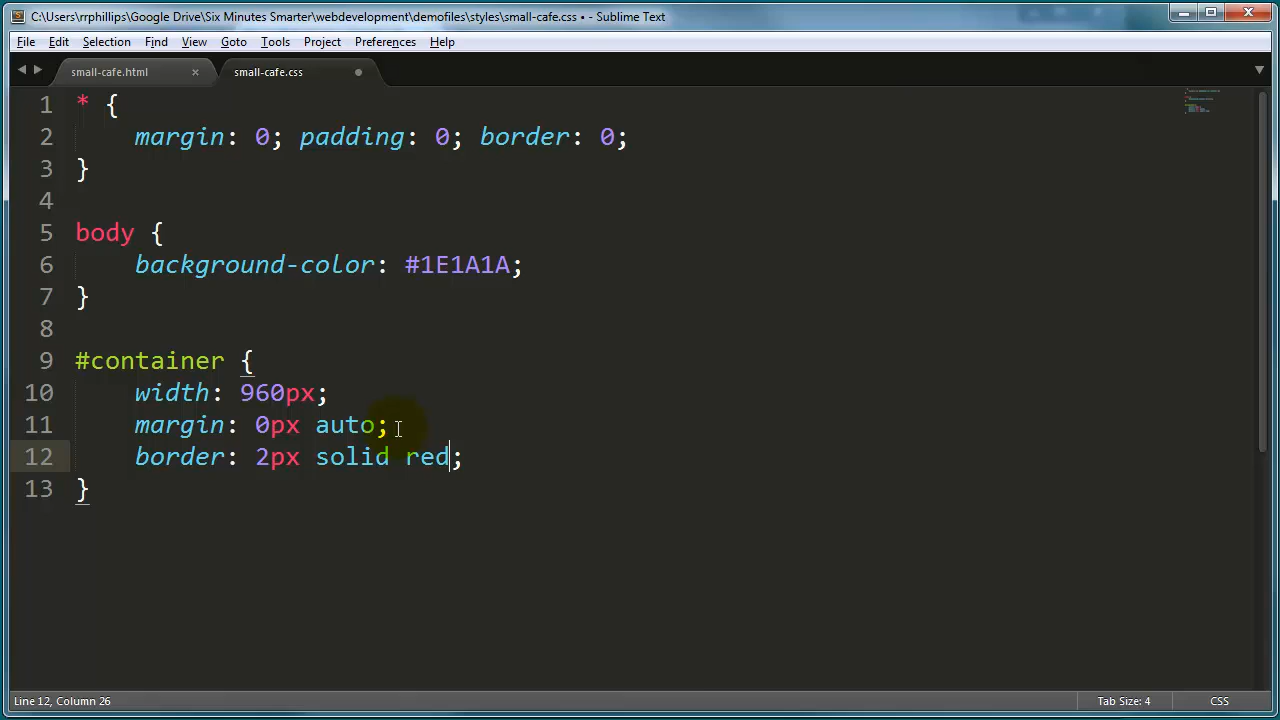 C:\Users\rrphillips\Google Drive\Six Minutes Smarter\webdevelopment\demofiles\styles\small-cafe.css • - Sublime Text
File Edit Selection Find View Goto Tools Project Preferences Help
small-cafe.html × small-cafe.css
1 * {
2 margin: 0; padding: 0; border: 0;
3 }
4
5 body {
6 background-color: #1E1A1A;
7 }
8
9 #container {
10 width: 960px;
11 margin: 0px auto;
12 border: 2px solid red;
13 }
Line 12, Column 26 Tab Size: 4 CSS